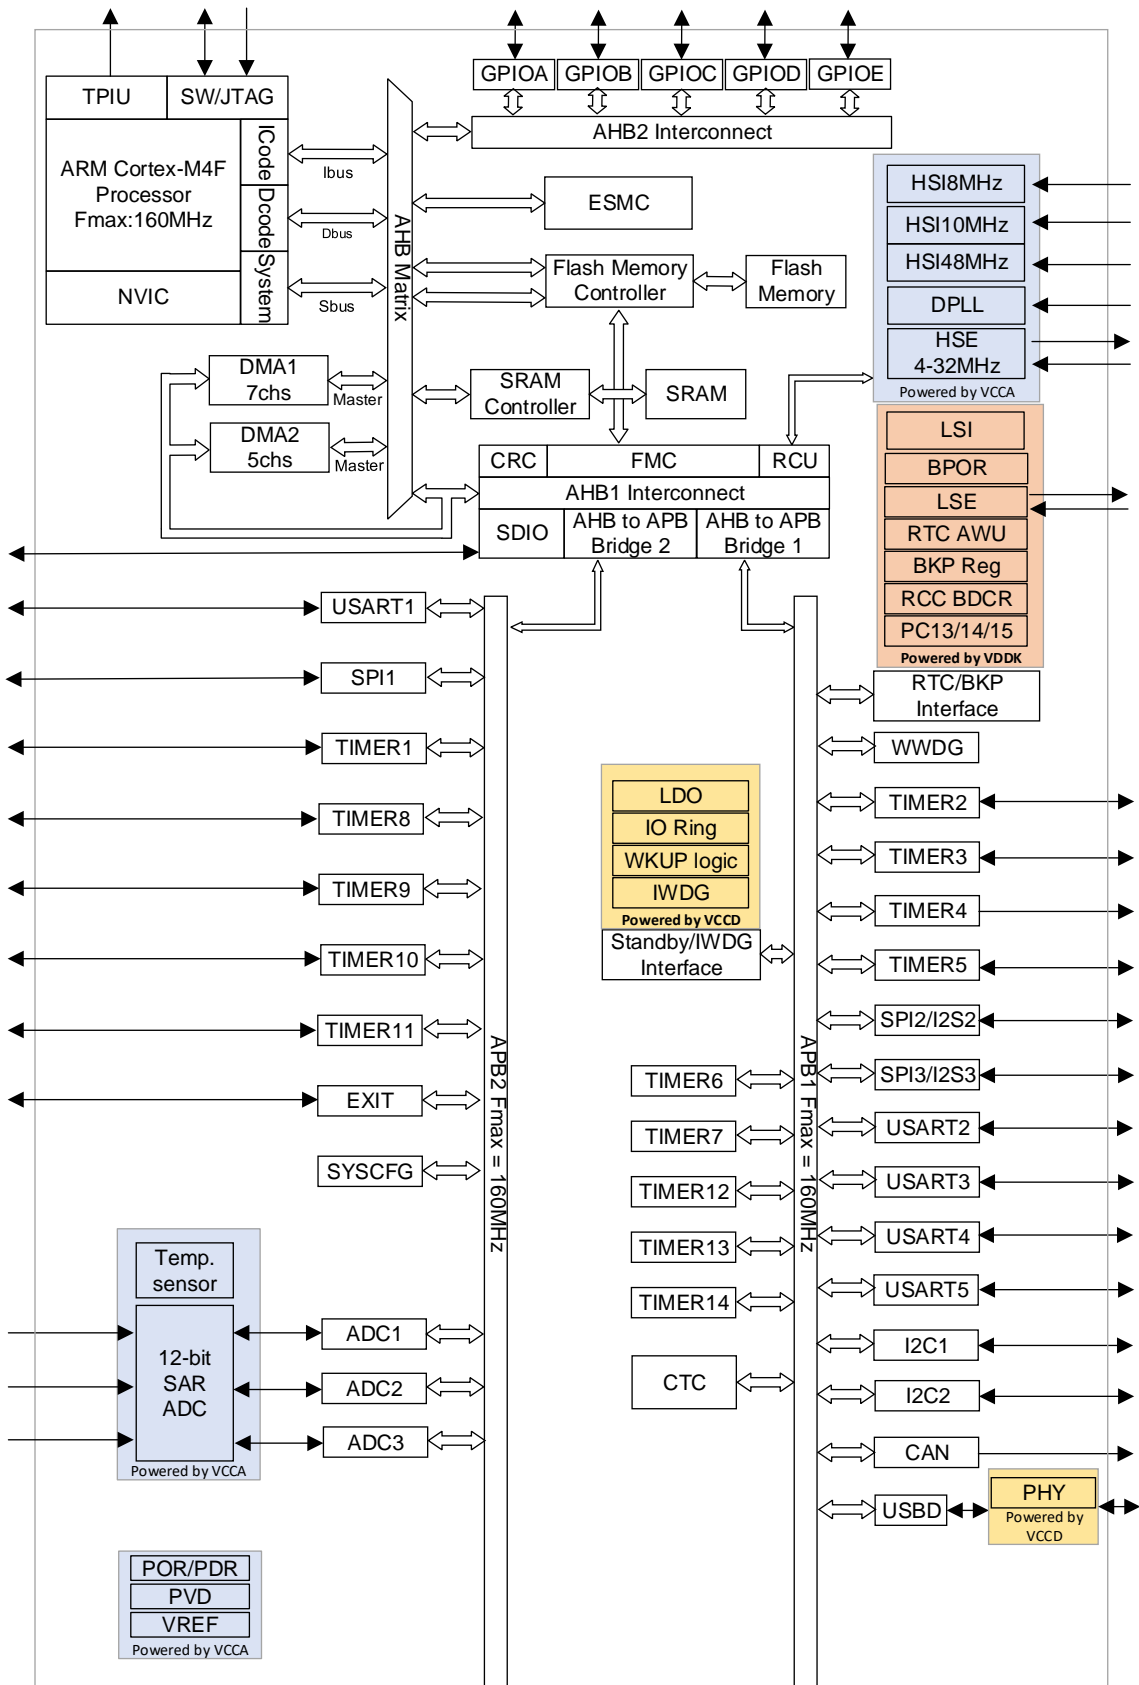 GPIOA
GPIOB
GPIOC
GPIOD
GPIOE
TPIU
SW/JTAG
AHB2 Interconnect
ARM Cortex-M4F
Processor
Fmax:160MHz
NVIC
ICode
Dcode
System
Ibus
Dbus
Sbus
AHB Matrix
ESMC
Flash Memory
Controller
Flash
Memory
HSI8MHz
HSI10MHz
HSI48MHz
DPLL
HSE
4-32MHz
Powered by VCCA
DMA1
7chs
Master
DMA2
5chs
Master
SRAM
Controller
SRAM
CRC
FMC
RCU
AHB1 Interconnect
SDIO
AHB to APB
Bridge 2
AHB to APB
Bridge 1
LSI
BPOR
LSE
RTC AWU
BKP Reg
RCC BDCR
PC13/14/15
Powered by VDDK
RTC/BKP
Interface
WWDG
USART1
SPI1
TIMER1
TIMER8
TIMER9
TIMER10
TIMER11
EXIT
SYSCFG
APB2 Fmax = 160MHz
LDO
IO Ring
WKUP logic
IWDG
Powered by VCCD
Standby/IWDG
Interface
TIMER6
TIMER7
TIMER12
TIMER13
TIMER14
CTC
APB1 Fmax = 160MHz
TIMER2
TIMER3
TIMER4
TIMER5
SPI2/I2S2
SPI3/I2S3
USART2
USART3
USART4
USART5
I2C1
I2C2
CAN
USBD
PHY
Powered by
VCCD
Temp.
sensor
12-bit
SAR
ADC
Powered by VCCA
ADC1
ADC2
ADC3
POR/PDR
PVD
VREF
Powered by VCCA